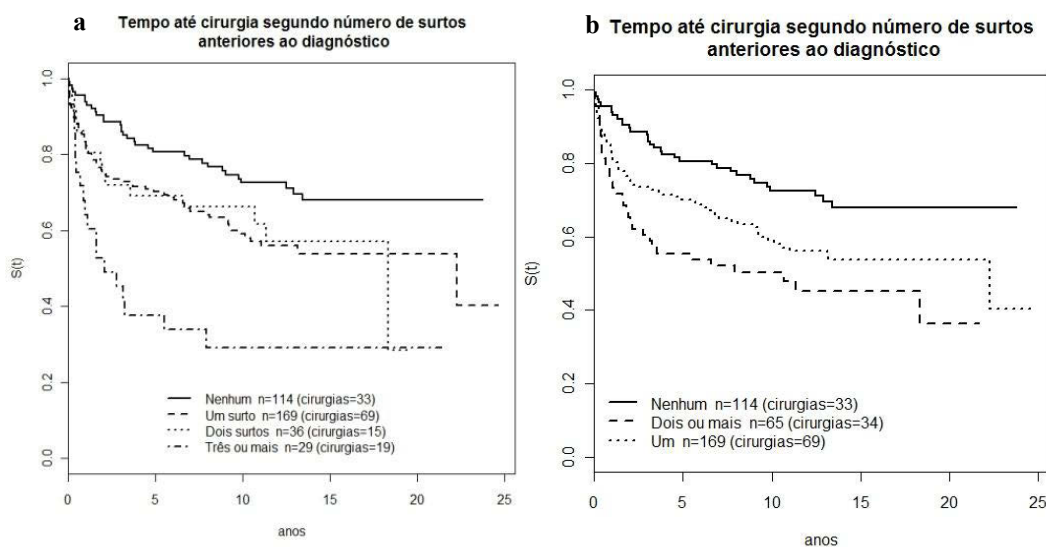 a Tempo até cirurgia segundo número de surtos
anteriores ao diagnóstico
S(t)
1.0
0.8
0.6
0.4
0.2
0.0
Nenhum n=114 (cirurgias=33)
Um surto n=169 (cirurgias=69)
Dois surtos n=36 (cirurgias=15)
Três ou mais n=29 (cirurgias=19)
0 5 10 15 20 25
anos
b Tempo até cirurgia segundo número de surtos
anteriores ao diagnóstico
S(t)
1.0
0.8
0.6
0.4
0.2
0.0
Nenhum n=114 (cirurgias=33)
Dois ou mais n=65 (cirurgias=34)
Um n=169 (cirurgias=69)
0 5 10 15 20 25
anos